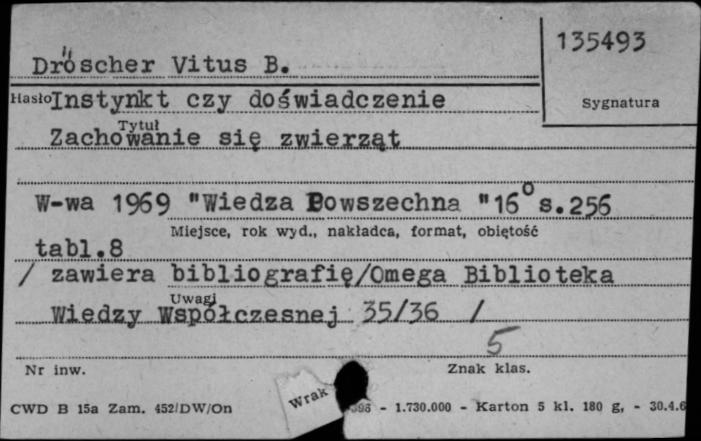 135493
Dröscher Vitus B.
Hasło Instynkt czy doświadczenie
Sygnatura
Tytuł
Zachowanie się zwierząt
W-wa 1969 "Wiedza Powszechna "16° s.256
Miejsce, rok wyd., nakładca, format, objętość
tabl.8
/ zawiera bibliografię/Omega Biblioteka
Uwagi
Wiedzy Współczesnej 35/36 /
5
Nr inw.
Znak klas.
Wrak
CWD B 15a Zam. 452/DW/On - 1.730.000 - Karton 5 kl. 180 g, - 30.4.6